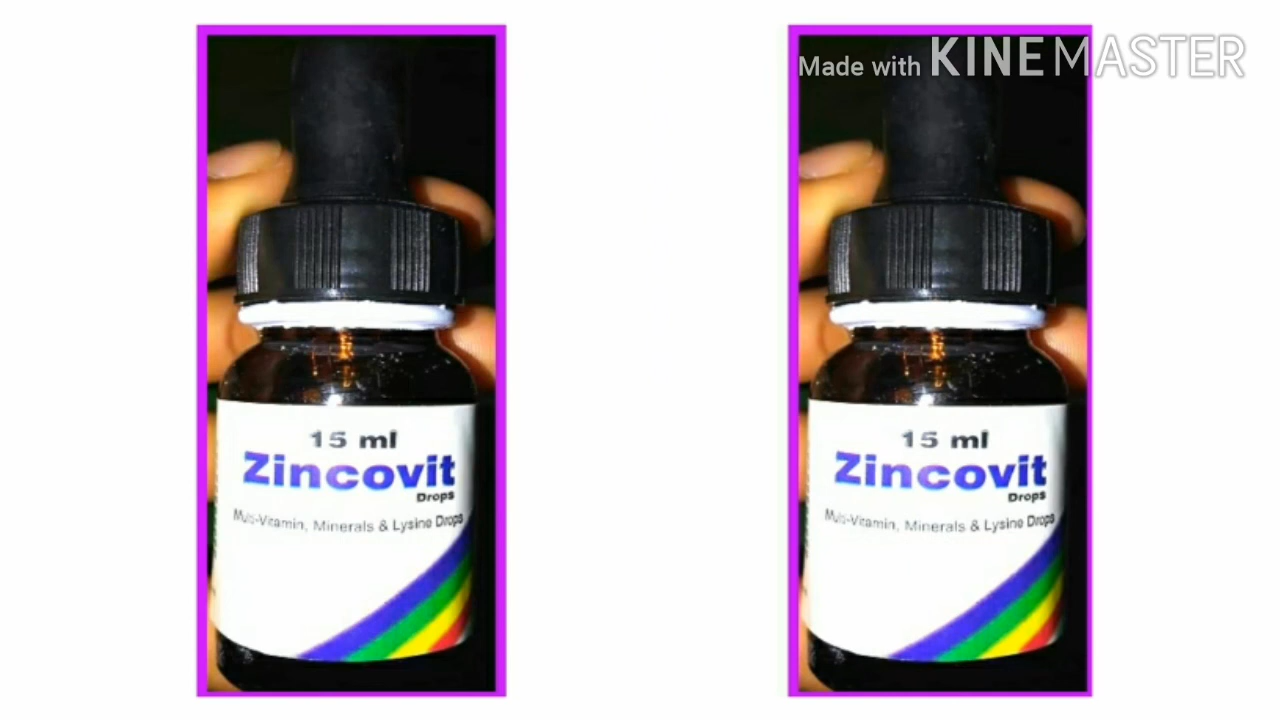 Made with KINEMASTER
15 ml
Zincovit
Drops
Multi-Vitamin, Minerals & Lysine Drops
15 ml
Zincovit
Drops
Multi-Vitamin, Minerals & Lysine Drops